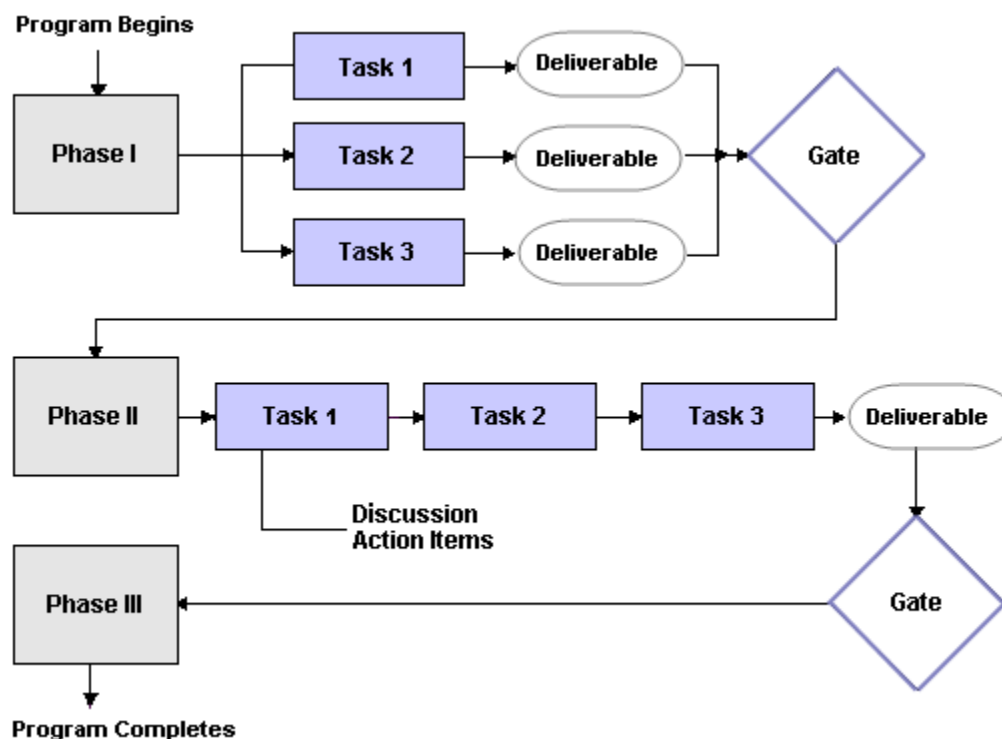 Program Begins
Phase I
Task 1
Deliverable
Task 2
Deliverable
Gate
Task 3
Deliverable
Phase II
Task 1
Task 2
Task 3
Deliverable
Discussion
Action Items
Phase III
Gate
Program Completes